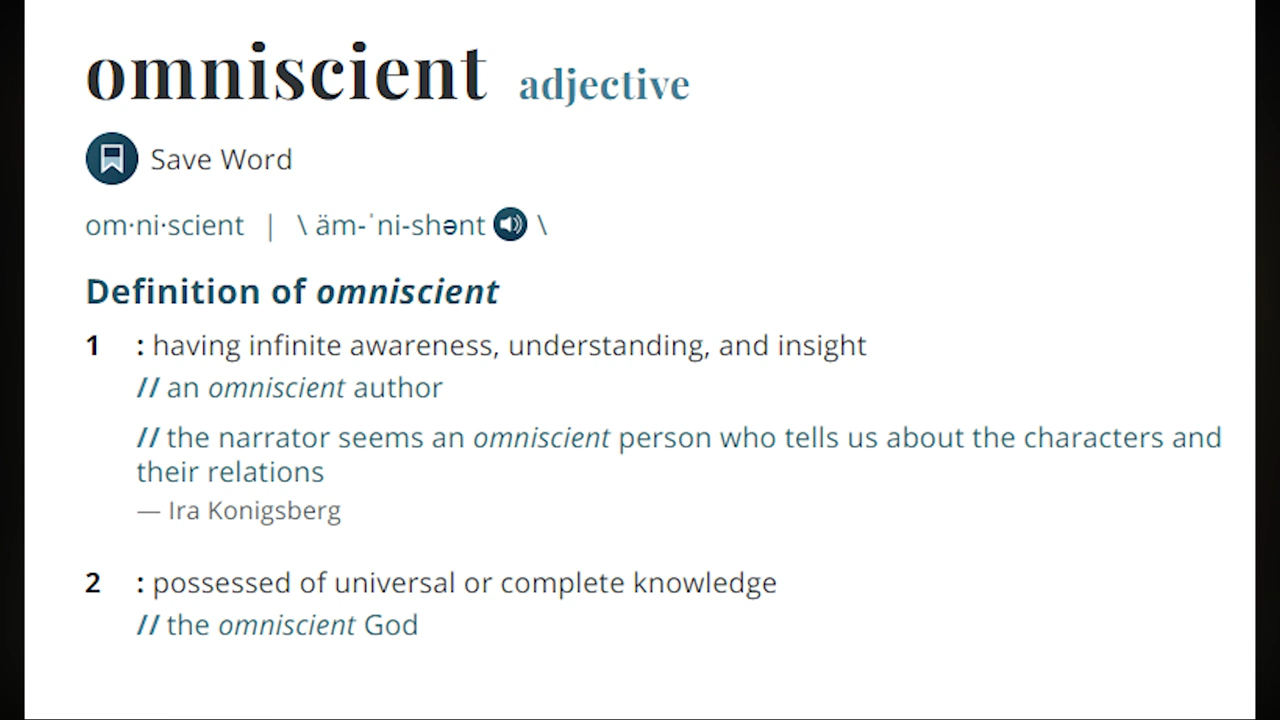 omniscient adjective
Save Word
om·ni·scient | \ äm-ˈni-shənt \
Definition of omniscient
1 : having infinite awareness, understanding, and insight
// an omniscient author
// the narrator seems an omniscient person who tells us about the characters and
their relations
— Ira Konigsberg
2 : possessed of universal or complete knowledge
// the omniscient God